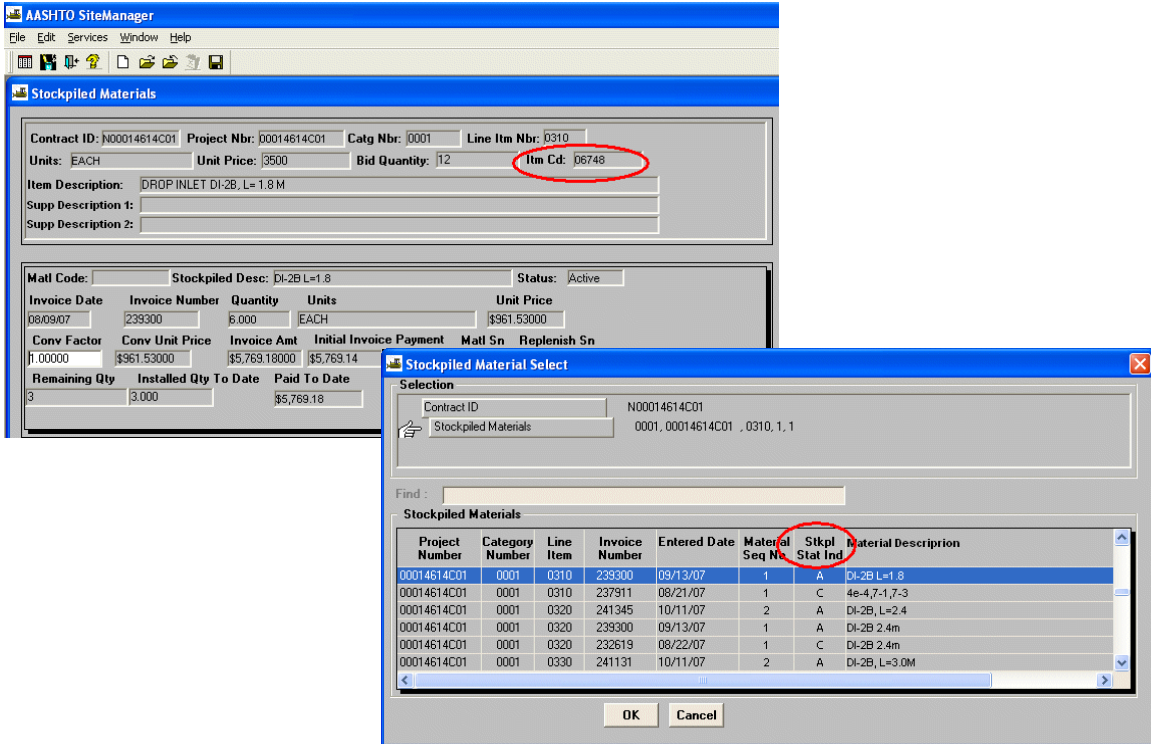 AASHTO SiteManager
File Edit Services Window Help
Stockpiled Materials
Contract ID: N00014614C01 Project Nbr: 00014614C01 Catg Nbr: 0001 Line Itm Nbr: 0310
Units: EACH Unit Price: 3500 Bid Quantity: 12 Itm Cd: 06748
Item Description: DROP INLET DI-2B, L= 1.8 M
Supp Description 1:
Supp Description 2:
Matl Code: Stockpiled Desc: DI-2B L=1.8 Status: Active
Invoice Date Invoice Number Quantity Units Unit Price
08/09/07 239300 6.000 EACH $961.53000
Conv Factor Conv Unit Price Invoice Amt Initial Invoice Payment Matl Sn Replenish Sn
1.00000 $961.53000 $5,769.18000 $5,769.14
Remaining Qty Installed Qty To Date Paid To Date
3 3.000 $5,769.18
Stockpiled Material Select
Selection
Contract ID N00014614C01
Stockpiled Materials 0001, 00014614C01 , 0310, 1, 1
Find :
Stockpiled Materials
Project Number Category Number Line Item Invoice Number Entered Date Material Seq No Stkpl Stat Ind Material Descriprion
00014614C01 0001 0310 239300 09/13/07 1 A DI-2B L=1.8
00014614C01 0001 0310 237911 08/21/07 1 C 4e-4,7-1,7-3
00014614C01 0001 0320 241345 10/11/07 2 A DI-2B, L=2.4
00014614C01 0001 0320 239300 09/13/07 1 A DI-2B 2.4m
00014614C01 0001 0320 232619 08/22/07 1 C DI-2B 2.4m
00014614C01 0001 0330 241131 10/11/07 2 A DI-2B, L=3.0M
OK Cancel